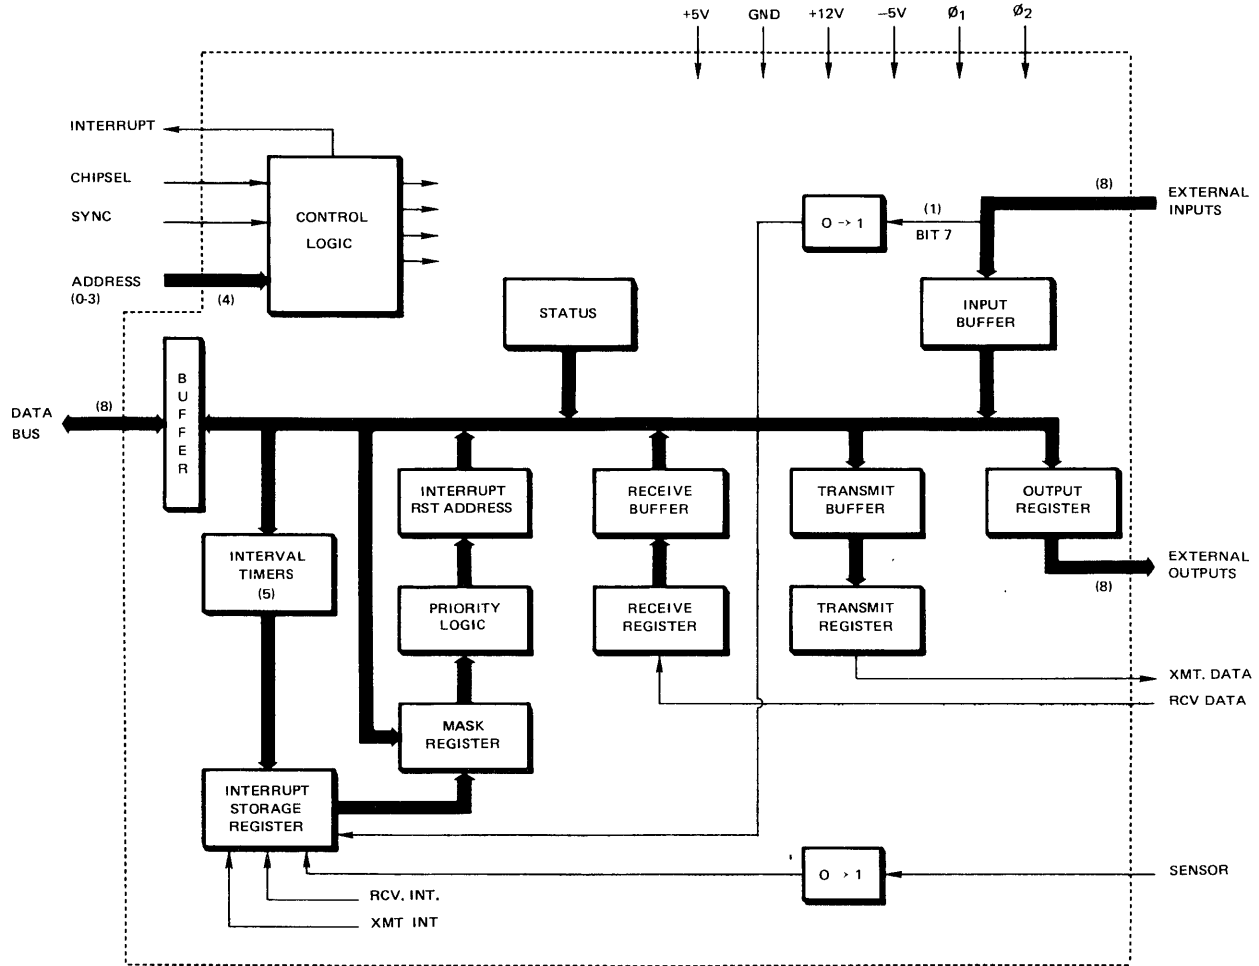 +5V GND +12V −5V Ø1 Ø2
INTERRUPT
CHIPSEL
SYNC
ADDRESS
(0-3)
(4)
CONTROL
LOGIC
0 → 1
(1)
BIT 7
(8)
EXTERNAL
INPUTS
STATUS
INPUT
BUFFER
DATA
BUS
(8)
BUFFER
INTERRUPT
RST ADDRESS
RECEIVE
BUFFER
TRANSMIT
BUFFER
OUTPUT
REGISTER
INTERVAL
TIMERS
(5)
PRIORITY
LOGIC
RECEIVE
REGISTER
TRANSMIT
REGISTER
(8)
EXTERNAL
OUTPUTS
XMT. DATA
RCV DATA
MASK
REGISTER
INTERRUPT
STORAGE
REGISTER
0 → 1
SENSOR
RCV. INT.
XMT INT